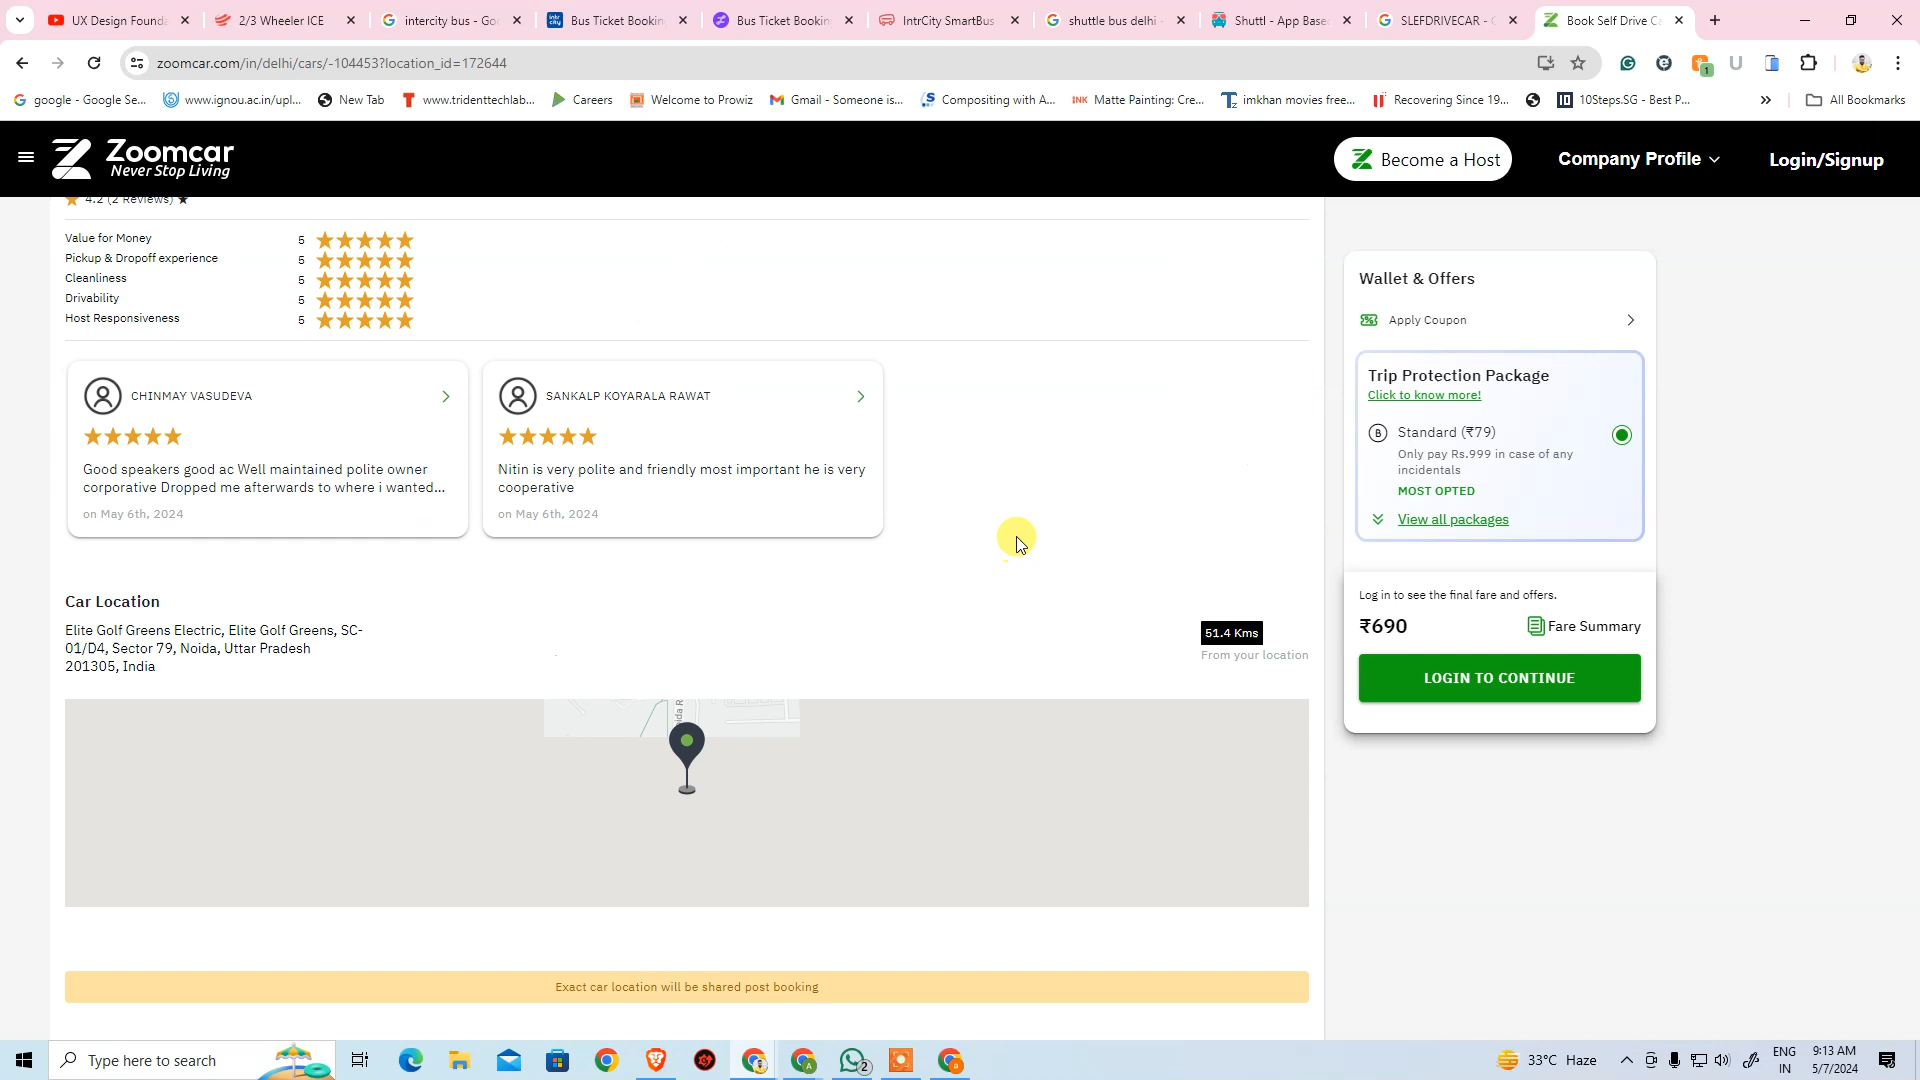 UX Design Founda
2/3 Wheeler ICE
intercity bus - Goo
Bus Ticket Bookin
Bus Ticket Bookin
IntrCity SmartBus
shuttle bus delhi -
Shuttl - App Base
SLEFDRIVECAR - G
Book Self Drive Ca
zoomcar.com/in/delhi/cars/-104453?location_id=172644
1
google - Google Se...
www.ignou.ac.in/upl...
New Tab
www.tridenttechlab...
Careers
Welcome to Prowiz
Gmail - Someone is...
Compositing with A...
INK Matte Painting: Cre...
imkhan movies free...
Recovering Since 19...
10Steps.SG - Best P...
All Bookmarks
Zoomcar
Never Stop Living
Become a Host
Company Profile
Login/Signup
4.2 (2 Reviews)
Value for Money 5
Pickup & Dropoff experience 5
Cleanliness 5
Drivability 5
Host Responsiveness 5
CHINMAY VASUDEVA
Good speakers good ac Well maintained polite owner
corporative Dropped me afterwards to where i wanted...
on May 6th, 2024
SANKALP KOYARALA RAWAT
Nitin is very polite and friendly most important he is very
cooperative
on May 6th, 2024
Car Location
Elite Golf Greens Electric, Elite Golf Greens, SC-
01/D4, Sector 79, Noida, Uttar Pradesh
201305, India
51.4 Kms
From your location
Exact car location will be shared post booking
Wallet & Offers
Apply Coupon
Trip Protection Package
Click to know more!
B Standard (₹79)
Only pay Rs.999 in case of any
incidentals
MOST OPTED
View all packages
Log in to see the final fare and offers.
₹690
Fare Summary
LOGIN TO CONTINUE
Type here to search
2
33°C Haze
ENG
IN
9:13 AM
5/7/2024